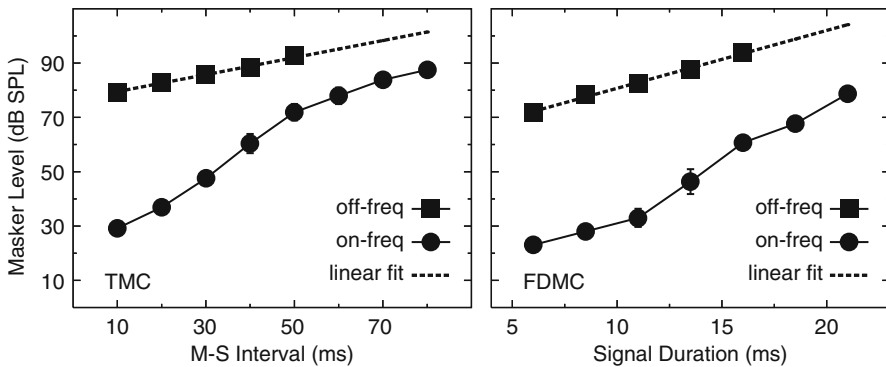 Masker Level (dB SPL)
90
70
50
30
10
off-freq
on-freq
linear fit
TMC
10 30 50 70
M-S Interval (ms)
off-freq
on-freq
linear fit
FDMC
5 10 15 20
Signal Duration (ms)